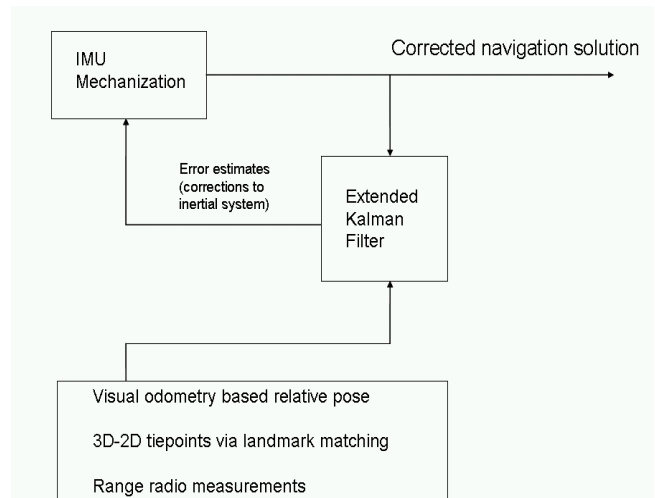 IMU
Mechanization
Corrected navigation solution
Error estimates
(corrections to
inertial system)
Extended
Kalman
Filter
Visual odometry based relative pose
3D-2D tiepoints via landmark matching
Range radio measurements